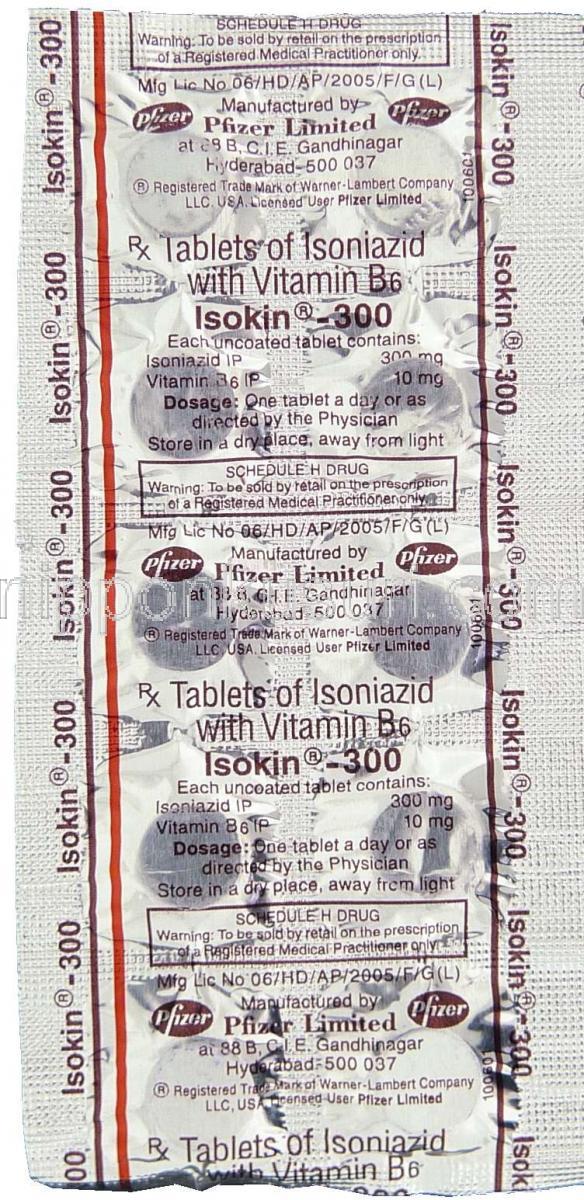 SCHEDULE H DRUG
Warning: To be sold by retail on the prescription
of a Registered Medical Practitioner only.
Mfg Lic No 06/HD/AP/2005/F/G (L)
Manufactured by
Pfizer Pfizer Limited Pfizer
at 88 B, C.I.E. Gandhinagar
Hyderabad-500 037
® Registered Trade Mark of Warner-Lambert Company
LLC, USA. Licensed User Pfizer Limited
Rx Tablets of Isoniazid
with Vitamin B6
Isokin®-300
Each uncoated tablet contains:
Isoniazid IP 300 mg
Vitamin B6 IP 10 mg
Dosage: One tablet a day or as
directed by the Physician
Store in a dry place, away from light
SCHEDULE H DRUG
Warning: To be sold by retail on the prescription
of a Registered Medical Practitioner only.
Mfg Lic No 06/HD/AP/2005/F/G (L)
Manufactured by
Pfizer Pfizer Limited Pfizer
at 88 B, C.I.E. Gandhinagar
Hyderabad-500 037
® Registered Trade Mark of Warner-Lambert Company
LLC, USA. Licensed User Pfizer Limited
Rx Tablets of Isoniazid
with Vitamin B6
Isokin®-300
Each uncoated tablet contains:
Isoniazid IP 300 mg
Vitamin B6 IP 10 mg
Dosage: One tablet a day or as
directed by the Physician
Store in a dry place, away from light
SCHEDULE H DRUG
Warning: To be sold by retail on the prescription
of a Registered Medical Practitioner only.
Mfg Lic No 06/HD/AP/2005/F/G (L)
Manufactured by
Pfizer Pfizer Limited Pfizer
at 88 B, C.I.E. Gandhinagar
Hyderabad-500 037
® Registered Trade Mark of Warner-Lambert Company
LLC, USA. Licensed User Pfizer Limited
Rx Tablets of Isoniazid
with Vitamin B6
Isokin®-300
Isokin®-300
Isokin®-300
Isokin®-300
Isokin®-300
00
Isokin®-300
Isokin®-300
Isokin®-300
Isokin®-300
Isokin®-300
Isok
100601
100601
100601